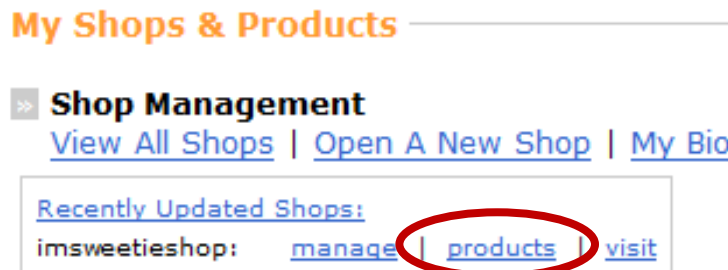 My Shops & Products
» Shop Management
View All Shops | Open A New Shop | My Bio
Recently Updated Shops:
imsweetieshop: manage | products | visit